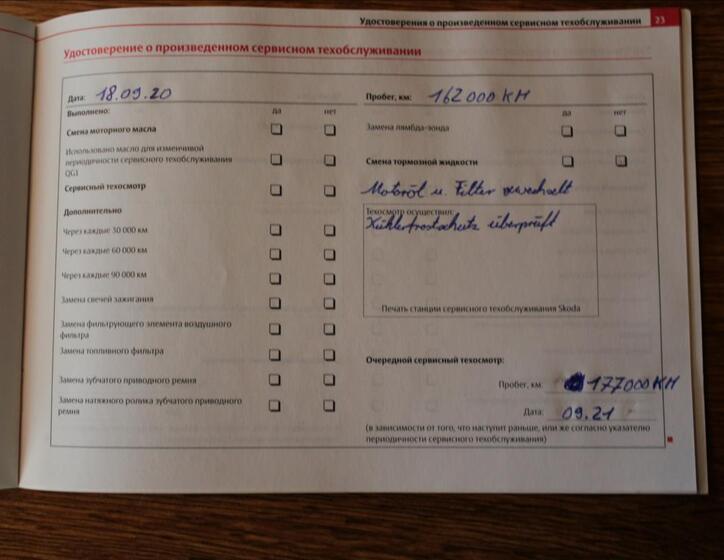 Удостоверения о произведенном сервисном техобслуживании 23
Удостоверение о произведенном сервисном техобслуживании
Дата: 18.09.20
Пробег, км: 162 000 KM
Выполнено: да нет
да нет
Смена моторного масла
Замена лямбда-зонда
Использовано масло для изменчивой
периодичности сервисного техобслуживания
QG1
Смена тормозной жидкости
Сервисный техосмотр
Motoröl u. Filter gewechselt
Дополнительно
Техосмотр осуществил:
Kühlerfrostschutz überprüft
Через каждые 30 000 км
Через каждые 60 000 км
Через каждые 90 000 км
Замена свечей зажигания
Печать станции сервисного техобслуживания Skoda
Замена фильтрующего элемента воздушного
фильтра
Замена топливного фильтра
Очередной сервисный техосмотр:
Замена зубчатого приводного ремня
Пробег, км: 177000 KM
Замена натяжного ролика зубчатого приводного
ремня
Дата: 09.21
(в зависимости от того, что наступит раньше, или же согласно указателю
периодичности сервисного техобслуживания)